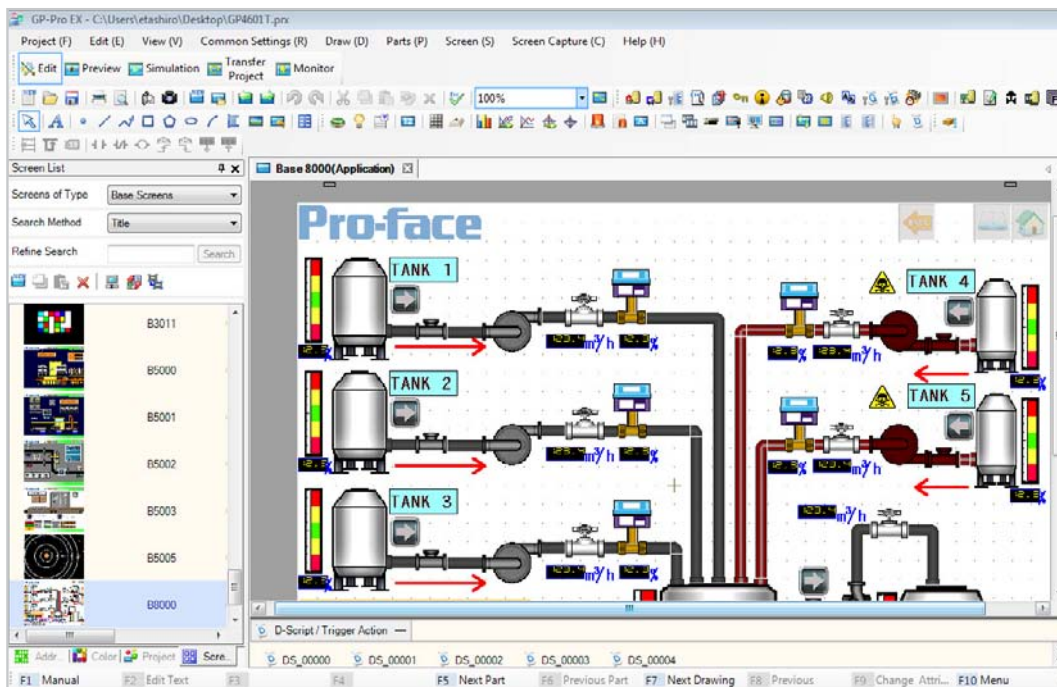 GP-Pro EX - C:\Users\etashiro\Desktop\GP4601T.prx
Project (F) Edit (E) View (V) Common Settings (R) Draw (D) Parts (P) Screen (S) Screen Capture (C) Help (H)
Edit Preview Simulation Transfer Project Monitor
100%
Screen List
Base 8000(Application)
Screens of Type Base Screens
Search Method Title
Refine Search Search
Pro-face
TANK 1
TANK 4
m³/h %
% m³/h
%
%
TANK 2
TANK 5
m³/h %
% m³/h
%
%
TANK 3
m³/h
m³/h %
%
B3011
B5000
B5001
B5002
B5003
B5005
B8000
D-Script / Trigger Action
Addr.. Color Project Scre..
DS_00000 DS_00001 DS_00002 DS_00003 DS_00004
F1 Manual F2 Edit Text F3 F4 F5 Next Part F6 Previous Part F7 Next Drawing F8 Previous F9 Change Attri... F10 Menu